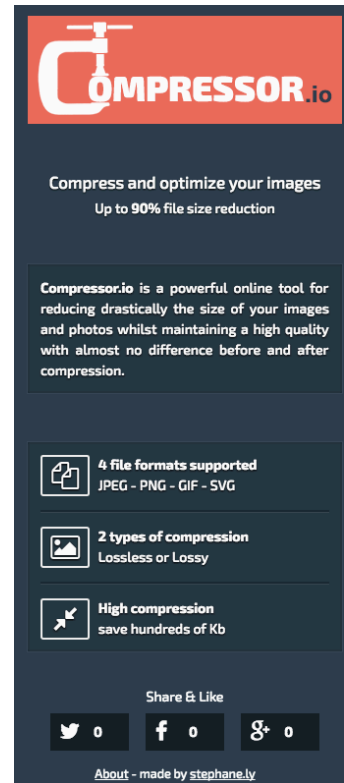 COMPRESSOR.io
Compress and optimize your images
Up to 90% file size reduction
Compressor.io is a powerful online tool for
reducing drastically the size of your images
and photos whilst maintaining a high quality
with almost no difference before and after
compression.
4 file formats supported
JPEG - PNG - GIF - SVG
2 types of compression
Lossless or Lossy
High compression
save hundreds of Kb
Share & Like
0
f 0
g+ 0
About - made by stephane.ly